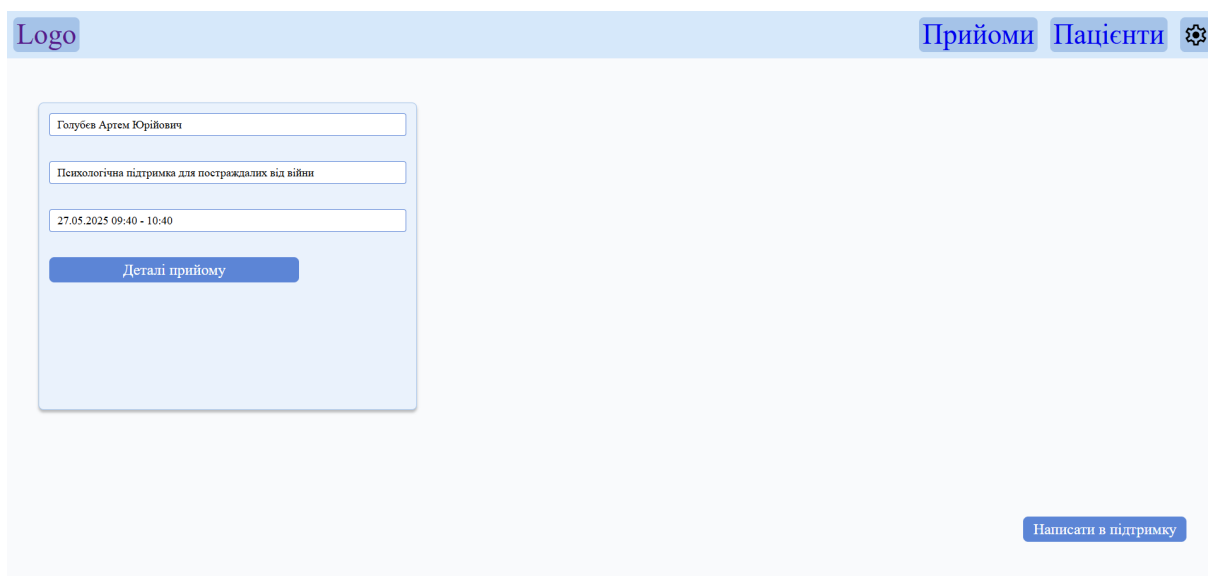 Logo
Прийоми Пацієнти
Голубєв Артем Юрійович
Психологічна підтримка для постраждалих від війни
27.05.2025 09:40 - 10:40
Деталі прийому
Написати в підтримку